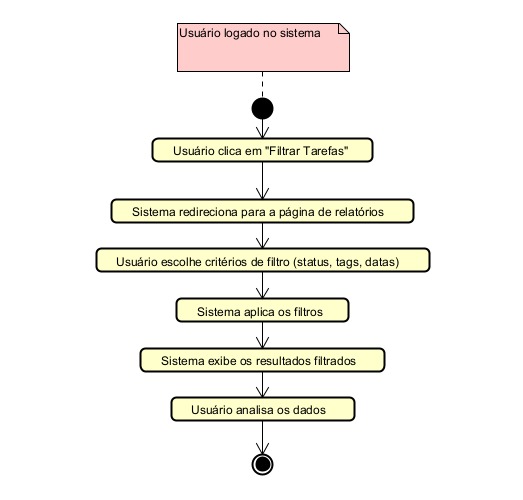 Usuário logado no sistema
Usuário clica em "Filtrar Tarefas"
Sistema redireciona para a página de relatórios
Usuário escolhe critérios de filtro (status, tags, datas)
Sistema aplica os filtros
Sistema exibe os resultados filtrados
Usuário analisa os dados